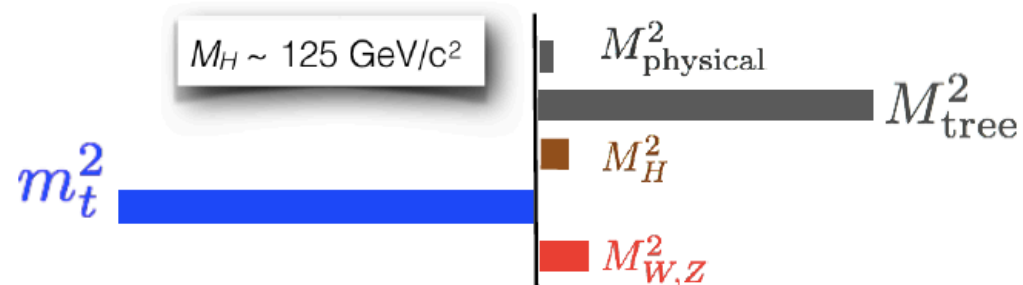 M_H ~ 125 GeV/c²
M²_physical
M²_tree
M²_H
m²_t
M²_W,Z